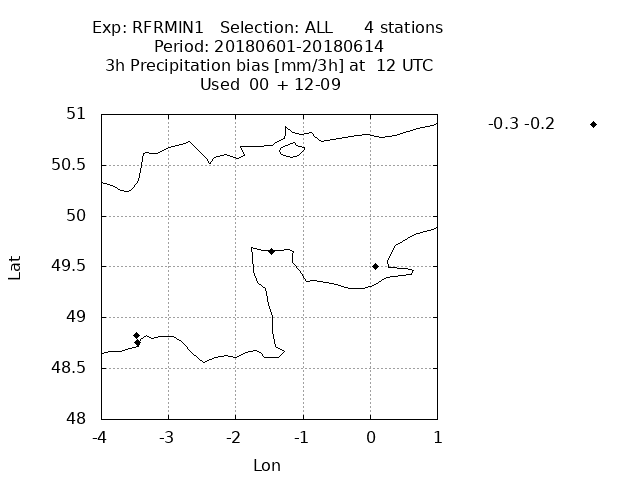 Exp: RFRMIN1   Selection: ALL      4 stations
Period: 20180601-20180614
3h Precipitation bias [mm/3h] at  12 UTC
Used  00 + 12-09
-0.3 -0.2
51
50.5
50
49.5
49
48.5
48
Lat
-4 -3 -2 -1 0 1
Lon